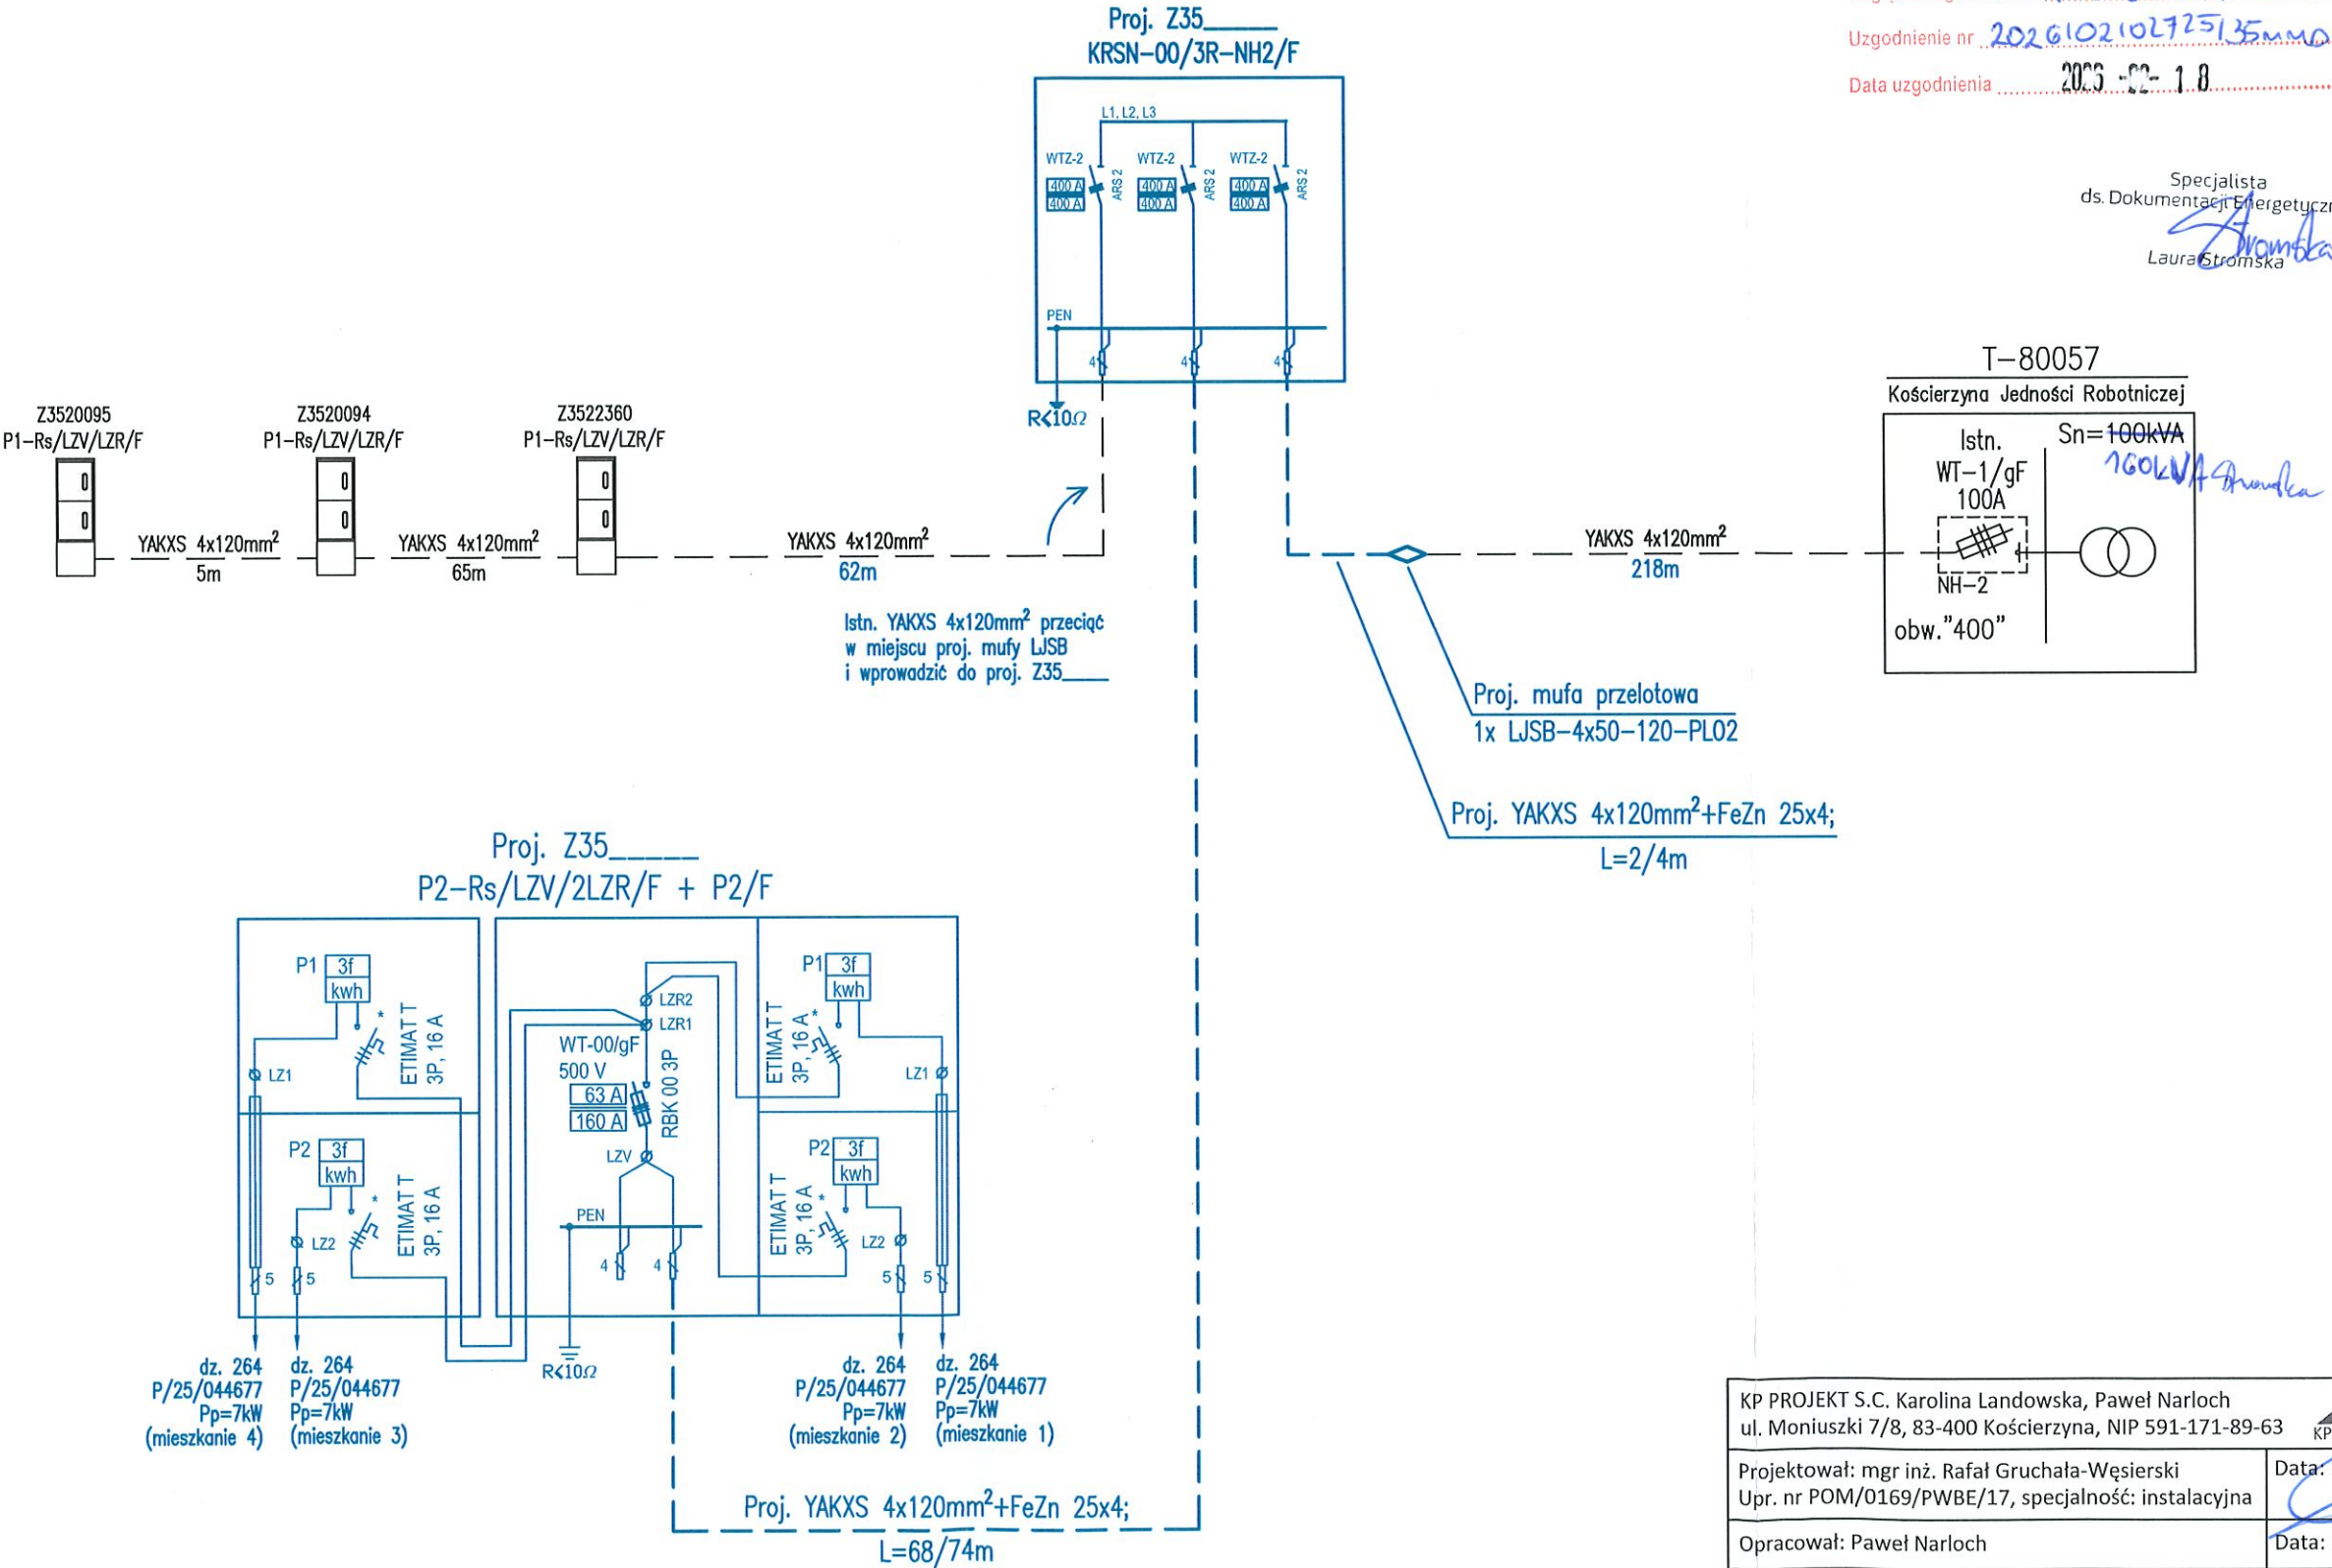 Proj. Z35_____
KRSN-00/3R-NH2/F
Uzgodnienie nr
Data uzgodnienia 2026 -02- 18
L1, L2, L3
WTZ-2 WTZ-2 WTZ-2
400 A 400 A 400 A
400 A 400 A 400 A
ARS 2 ARS 2 ARS 2
PEN
4 4 4
R<10Ω
Specjalista
ds. Dokumentacji
Laura Stromska
T-80057
Kościerzyna Jedności Robotniczej
Istn.
WT-1/gF
100A
NH-2
obw."400"
Sn=100kVA
160kVA Stromska
Z3520095
P1-Rs/LZV/LZR/F
Z3520094
P1-Rs/LZV/LZR/F
Z3522360
P1-Rs/LZV/LZR/F
YAKXS 4x120mm²
5m
YAKXS 4x120mm²
65m
YAKXS 4x120mm²
62m
YAKXS 4x120mm²
218m
Istn. YAKXS 4x120mm² przeciąć
w miejscu proj. mufy LJSB
i wprowadzić do proj. Z35____
Proj. mufa przelotowa
1x LJSB-4x50-120-PL02
Proj. YAKXS 4x120mm²+FeZn 25x4;
L=2/4m
Proj. Z35_____
P2-Rs/LZV/2LZR/F + P2/F
P1 3f
kwh
*
ETIMAT T
3P, 16 A
LZ1
P2 3f
kwh
*
ETIMAT T
3P, 16 A
LZ2
5 5
LZR2
LZR1
WT-00/gF
500 V
63 A
160 A
RBK 00 3P
LZV
PEN
4 4
R<10Ω
P1 3f
kwh
ETIMAT T
3P, 16 A
*
LZ1
P2 3f
kwh
ETIMAT T
3P, 16 A
*
LZ2
5 5
dz. 264
P/25/044677
Pp=7kW
(mieszkanie 4)
dz. 264
P/25/044677
Pp=7kW
(mieszkanie 3)
dz. 264
P/25/044677
Pp=7kW
(mieszkanie 2)
dz. 264
P/25/044677
Pp=7kW
(mieszkanie 1)
Proj. YAKXS 4x120mm²+FeZn 25x4;
L=68/74m
KP PROJEKT S.C. Karolina Landowska, Paweł Narloch
ul. Moniuszki 7/8, 83-400 Kościerzyna, NIP 591-171-89-63
KP
Projektował: mgr inż. Rafał Gruchała-Węsierski
Upr. nr POM/0169/PWBE/17, specjalność: instalacyjna
Data:
Opracował: Paweł Narloch
Data: